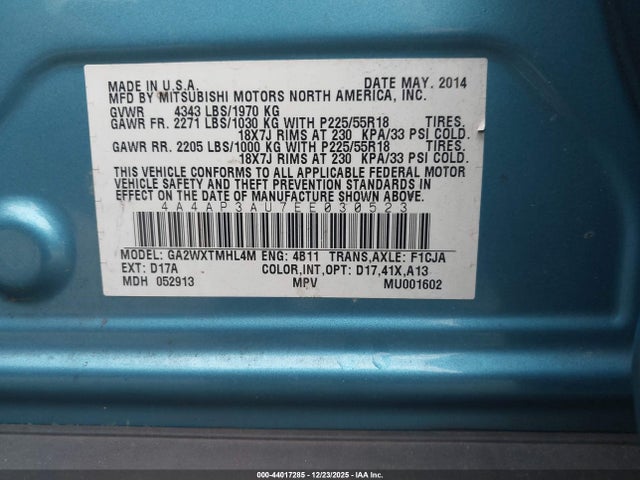 MADE IN U.S.A. DATE MAY. 2014
MFD BY MITSUBISHI MOTORS NORTH AMERICA, INC.
GVWR 4343 LBS/1970 KG
GAWR FR. 2271 LBS/1030 KG WITH P225/55R18 TIRES.
18X7J RIMS AT 230 KPA/33 PSI COLD.
GAWR RR. 2205 LBS/1000 KG WITH P225/55R18 TIRES.
18X7J RIMS AT 230 KPA/33 PSI COLD.
THIS VEHICLE CONFORMS TO ALL APPLICABLE FEDERAL MOTOR
VEHICLE SAFETY AND THEFT PREVENTION STANDARDS IN
EFFECT ON THE DATE OF MANUFACTURE SHOWN ABOVE.
4A4AP3AU7EE030523
MODEL: GA2WXTMHL4M ENG: 4B11 TRANS,AXLE: F1CJA
EXT: D17A COLOR,INT,OPT: D17,41X,A13
MDH 052913 MPV MU001602
000-44017285 - 12/23/2025 - IAAI Inc.